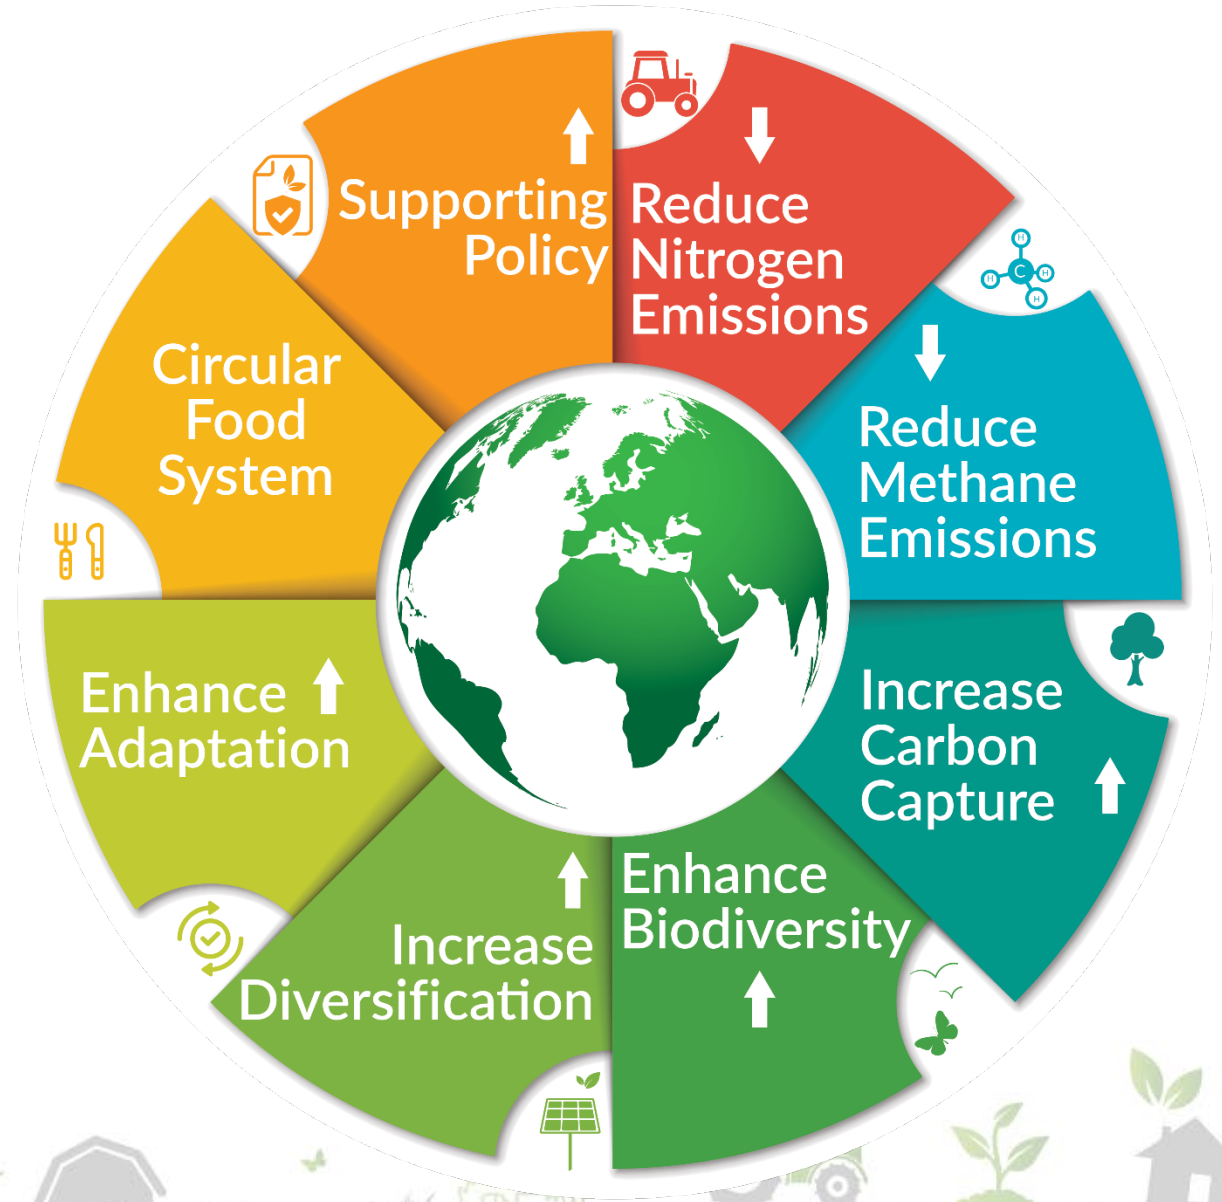 Supporting
Policy
Reduce
Nitrogen
Emissions
H
C
H
H
H
Reduce
Methane
Emissions
Increase
Carbon
Capture
Enhance
Biodiversity
Increase
Diversification
Enhance
Adaptation
Circular
Food
System